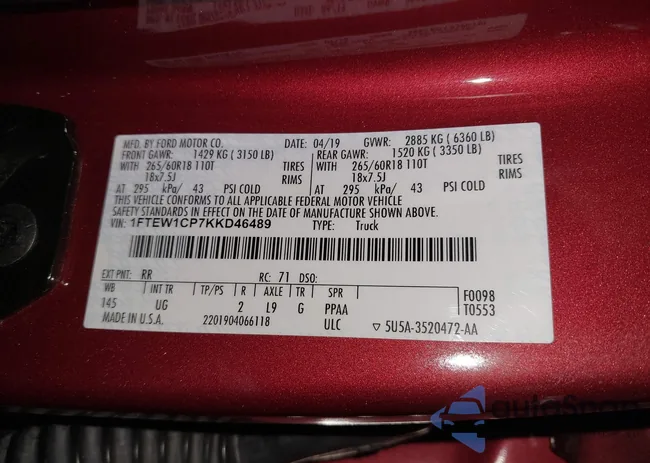 MFD. BY FORD MOTOR CO. DATE: 04/19 GVWR: 2885 KG ( 6360 LB)
FRONT GAWR: 1429 KG ( 3150 LB) REAR GAWR: 1520 KG ( 3350 LB)
WITH 265/60R18 110T TIRES WITH 265/60R18 110T TIRES
18x7.5J RIMS 18x7.5J RIMS
AT 295 kPa/ 43 PSI COLD AT 295 kPa/ 43 PSI COLD
THIS VEHICLE CONFORMS TO ALL APPLICABLE FEDERAL MOTOR VEHICLE
SAFETY STANDARDS IN EFFECT ON THE DATE OF MANUFACTURE SHOWN ABOVE.
VIN: 1FTEW1CP7KKD46489 TYPE: Truck
EXT PNT: RR RC: 71 DSO:
WB INT TR TP/PS R AXLE TR SPR F0098
145 UG 2 L9 G PPAA T0553
MADE IN U.S.A. 2201904066118 ULC 5U5A-3520472-AA